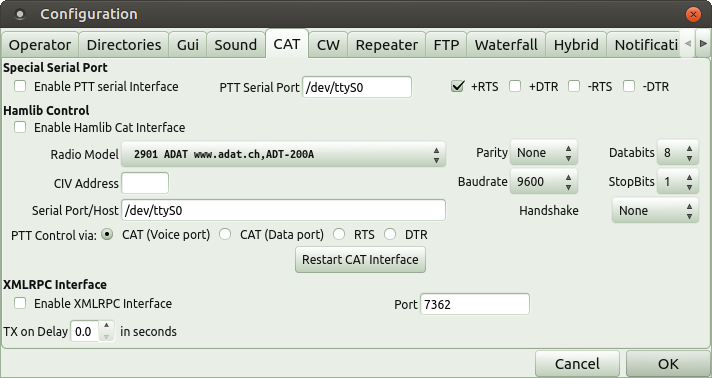 Configuration
Operator Directories Gui Sound CAT CW Repeater FTP Waterfall Hybrid Notificati
Special Serial Port
Enable PTT serial Interface PTT Serial Port /dev/ttyS0 +RTS +DTR -RTS -DTR
Hamlib Control
Enable Hamlib Cat Interface
Radio Model 2901 ADAT www.adat.ch,ADT-200A Parity None Databits 8
CIV Address Baudrate 9600 StopBits 1
Serial Port/Host /dev/ttyS0 Handshake None
PTT Control via: CAT (Voice port) CAT (Data port) RTS DTR
Restart CAT Interface
XMLRPC Interface
Enable XMLRPC Interface Port 7362
TX on Delay 0.0 in seconds
Cancel OK